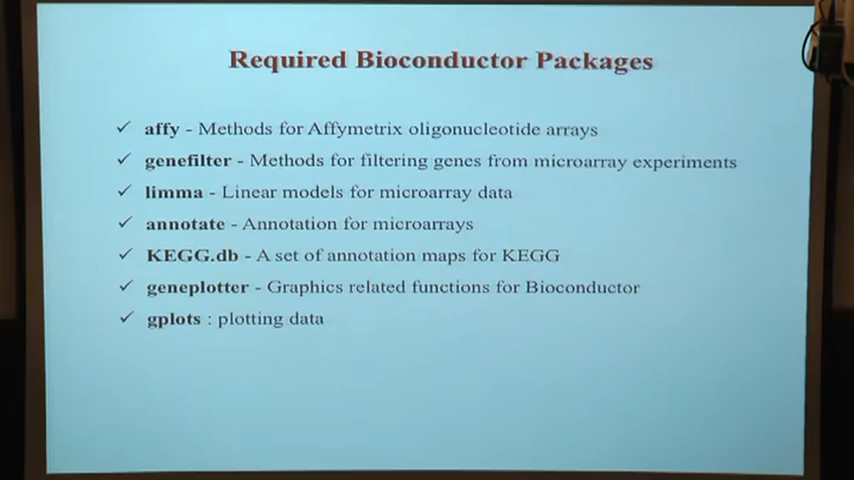 Required Bioconductor Packages
✓ affy - Methods for Affymetrix oligonucleotide arrays
✓ genefilter - Methods for filtering genes from microarray experiments
✓ limma - Linear models for microarray data
✓ annotate - Annotation for microarrays
✓ KEGG.db - A set of annotation maps for KEGG
✓ geneplotter - Graphics related functions for Bioconductor
✓ gplots : plotting data